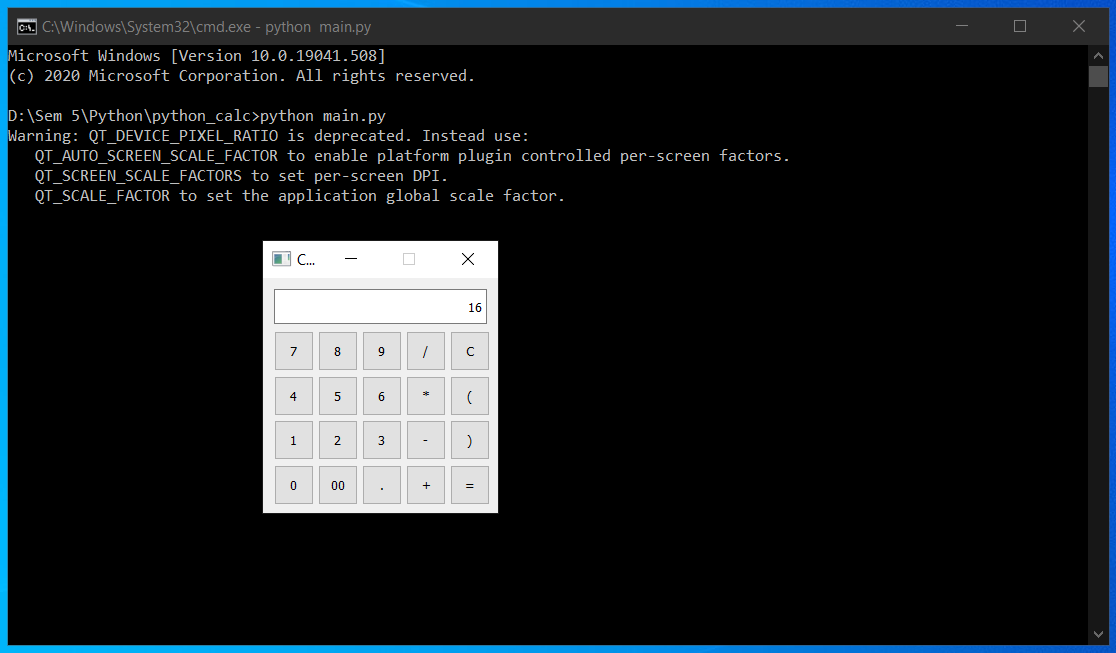 C:\Windows\System32\cmd.exe - python  main.py
Microsoft Windows [Version 10.0.19041.508]
(c) 2020 Microsoft Corporation. All rights reserved.
D:\Sem 5\Python\python_calc>python main.py
Warning: QT_DEVICE_PIXEL_RATIO is deprecated. Instead use:
   QT_AUTO_SCREEN_SCALE_FACTOR to enable platform plugin controlled per-screen factors.
   QT_SCREEN_SCALE_FACTORS to set per-screen DPI.
   QT_SCALE_FACTOR to set the application global scale factor.
C...
16
7 8 9 / C
4 5 6 * (
1 2 3 - )
0 00 . + =